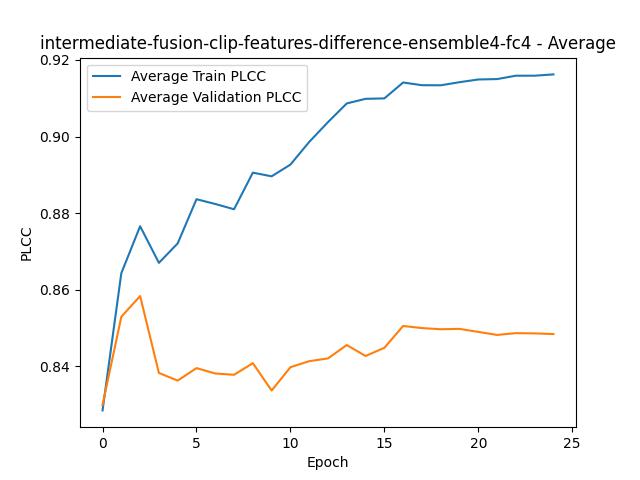 intermediate-fusion-clip-features-difference-ensemble4-fc4 - Average
Average Train PLCC
Average Validation PLCC
0.92
0.90
0.88
0.86
0.84
PLCC
0 5 10 15 20 25
Epoch